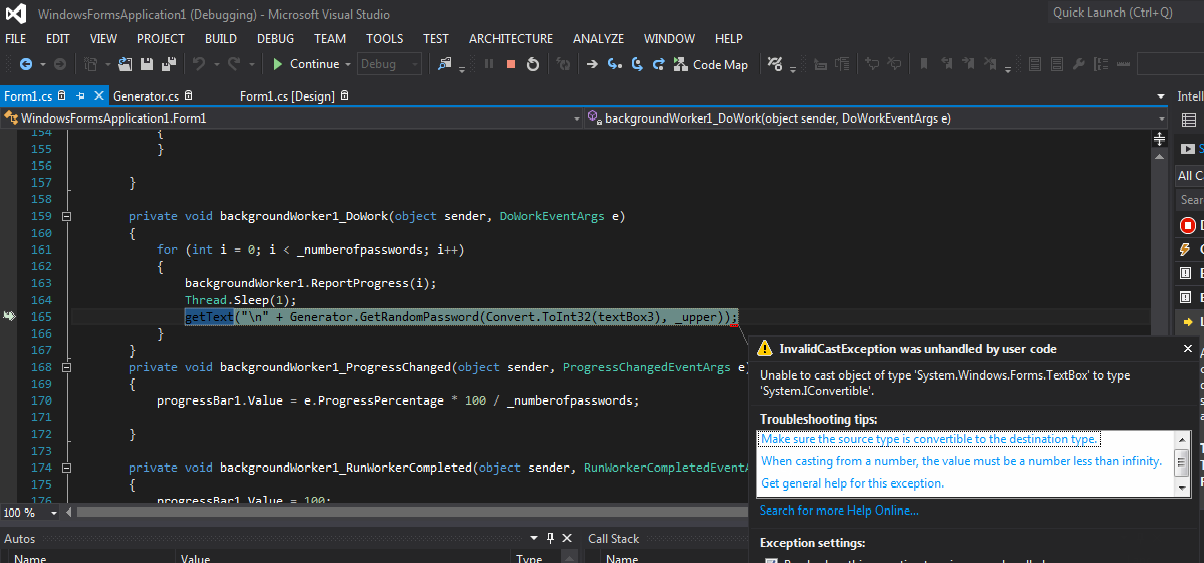 WindowsFormsApplication1 (Debugging) - Microsoft Visual Studio
Quick Launch (Ctrl+Q)
FILE EDIT VIEW PROJECT BUILD DEBUG TEAM TOOLS TEST ARCHITECTURE ANALYZE WINDOW HELP
Continue Debug Code Map
Form1.cs Generator.cs Form1.cs [Design]
WindowsFormsApplication1.Form1 backgroundWorker1_DoWork(object sender, DoWorkEventArgs e)
154 {
155 }
156
157 }
158
159 private void backgroundWorker1_DoWork(object sender, DoWorkEventArgs e)
160 {
161 for (int i = 0; i < _numberofpasswords; i++)
162 {
163 backgroundWorker1.ReportProgress(i);
164 Thread.Sleep(1);
165 getText("\n" + Generator.GetRandomPassword(Convert.ToInt32(textBox3), _upper));
166 }
167 }
168 private void backgroundWorker1_ProgressChanged(object sender, ProgressChangedEventArgs e)
169 {
170 progressBar1.Value = e.ProgressPercentage * 100 / _numberofpasswords;
171
172 }
173
174 private void backgroundWorker1_RunWorkerCompleted(object sender, RunWorkerCompletedEventA
175 {
176 progressBar1.Value = 100;
100 %
InvalidCastException was unhandled by user code
Unable to cast object of type 'System.Windows.Forms.TextBox' to type
'System.IConvertible'.
Troubleshooting tips:
Make sure the source type is convertible to the destination type.
When casting from a number, the value must be a number less than infinity.
Get general help for this exception.
Search for more Help Online...
Exception settings:
Autos
Name Value Type
Call Stack
Name
Intell
All Ca
Sear